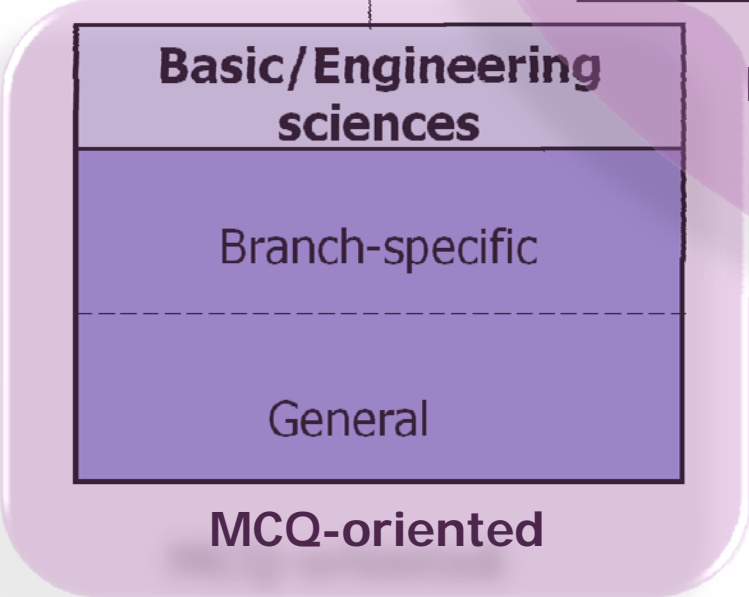 Basic/Engineering
sciences
Branch-specific
General
MCQ-oriented